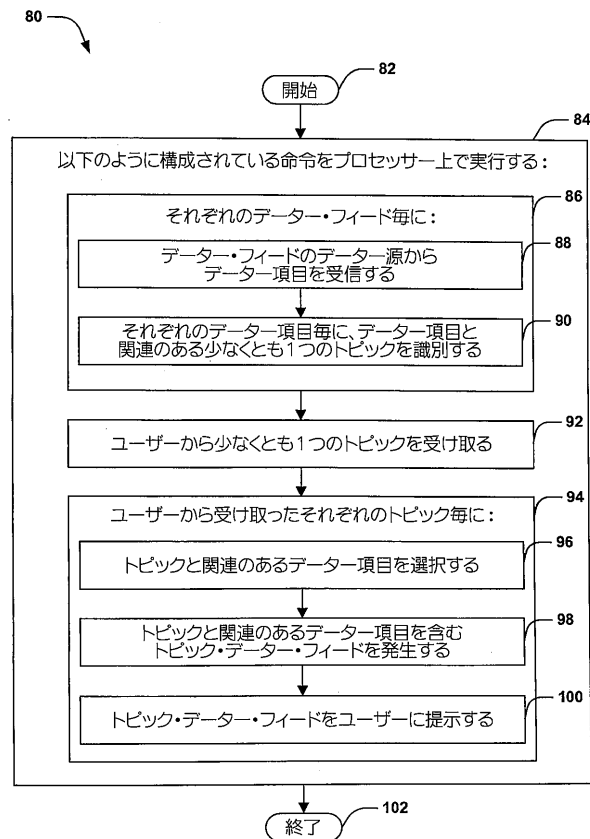 80
82
開始
84
以下のように構成されている命令をプロセッサー上で実行する:
86
それぞれのデーター・フィード毎に:
88
データー・フィードのデーター源から
データー項目を受信する
90
それぞれのデーター項目毎に、データー項目と
関連のある少なくとも1つのトピックを識別する
92
ユーザーから少なくとも1つのトピックを受け取る
94
ユーザーから受け取ったそれぞれのトピック毎に:
96
トピックと関連のあるデーター項目を選択する
98
トピックと関連のあるデーター項目を含む
トピック・データー・フィードを発生する
100
トピック・データー・フィードをユーザーに提示する
102
終了